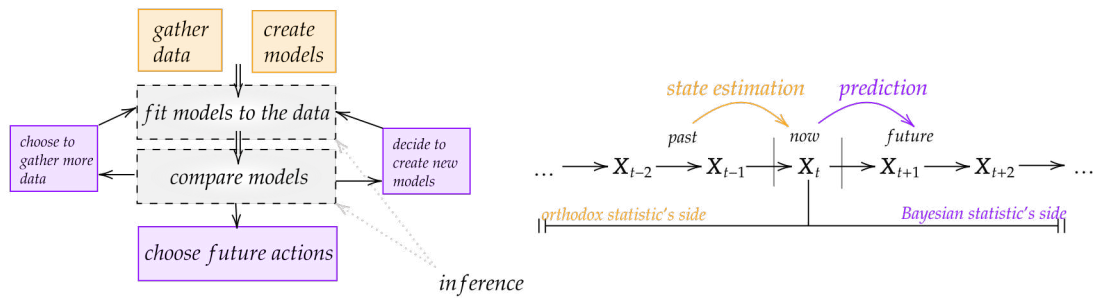 gather
data
create
models
fit models to the data
choose to
gather more
data
decide to
create new
models
compare models
choose future actions
inference
state estimation
prediction
past
now
future
... X_{t-2} X_{t-1} X_t X_{t+1} X_{t+2} ...
orthodox statistic's side
Bayesian statistic's side